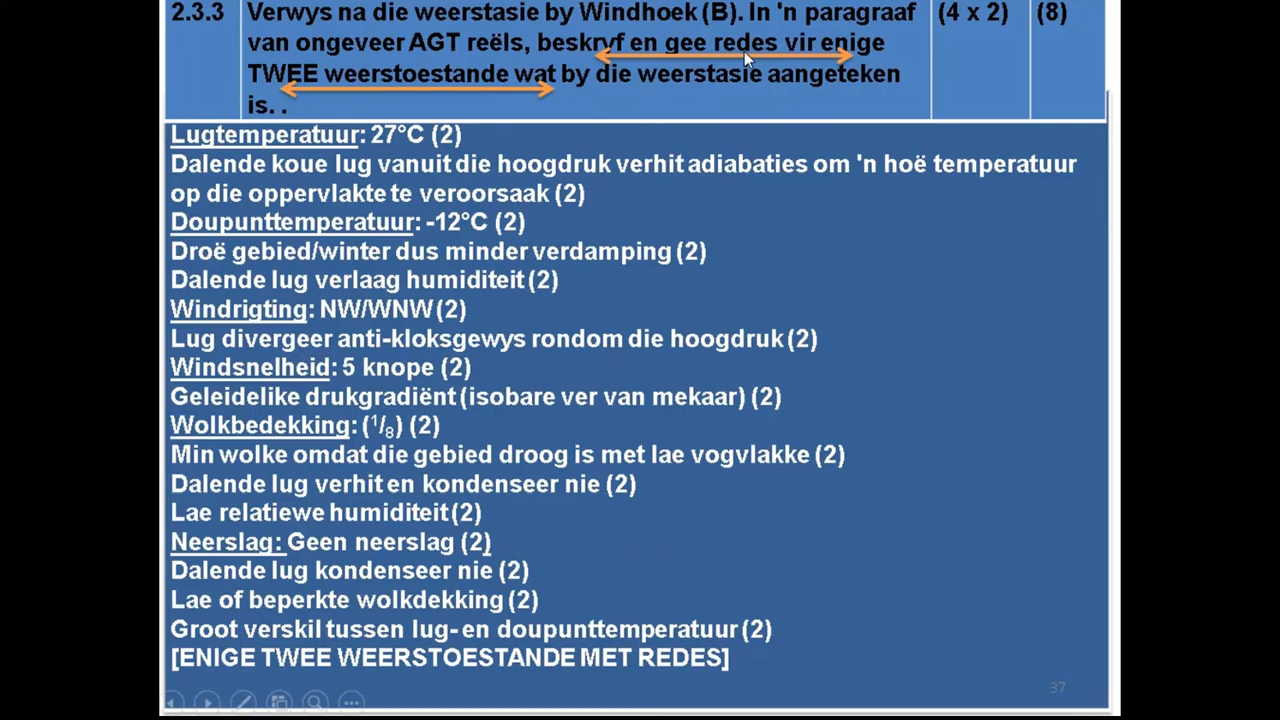 2.3.3 Verwys na die weerstasie by Windhoek (B). In 'n paragraaf (4 x 2) (8)
van ongeveer AGT reëls, beskryf en gee redes vir enige
TWEE weerstoestande wat by die weerstasie aangeteken
is. .
Lugtemperatuur: 27°C (2)
Dalende koue lug vanuit die hoogdruk verhit adiabaties om 'n hoë temperatuur
op die oppervlakte te veroorsaak (2)
Doupunttemperatuur: -12°C (2)
Droë gebied/winter dus minder verdamping (2)
Dalende lug verlaag humiditeit (2)
Windrigting: NW/WNW (2)
Lug divergeer anti-kloksgewys rondom die hoogdruk (2)
Windsnelheid: 5 knope (2)
Geleidelike drukgradiënt (isobare ver van mekaar) (2)
Wolkbedekking: (1/8) (2)
Min wolke omdat die gebied droog is met lae vogvlakke (2)
Dalende lug verhit en kondenseer nie (2)
Lae relatiewe humiditeit (2)
Neerslag: Geen neerslag (2)
Dalende lug kondenseer nie (2)
Lae of beperkte wolkdekking (2)
Groot verskil tussen lug- en doupunttemperatuur (2)
[ENIGE TWEE WEERSTOESTANDE MET REDES]
37